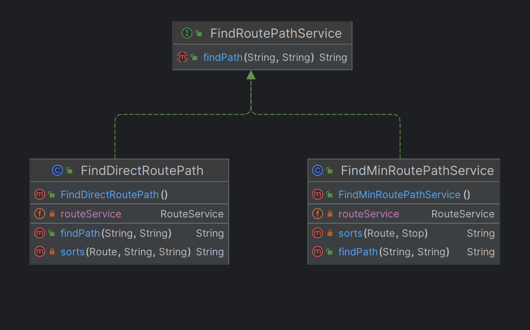 I FindRoutePathService
m findPath(String, String) String
C FindDirectRoutePath
m FindDirectRoutePath()
f routeService RouteService
m findPath(String, String) String
m sorts(Route, String, String) String
C FindMinRoutePathService
m FindMinRoutePathService()
f routeService RouteService
m sorts(Route, Stop) String
m findPath(String, String) String